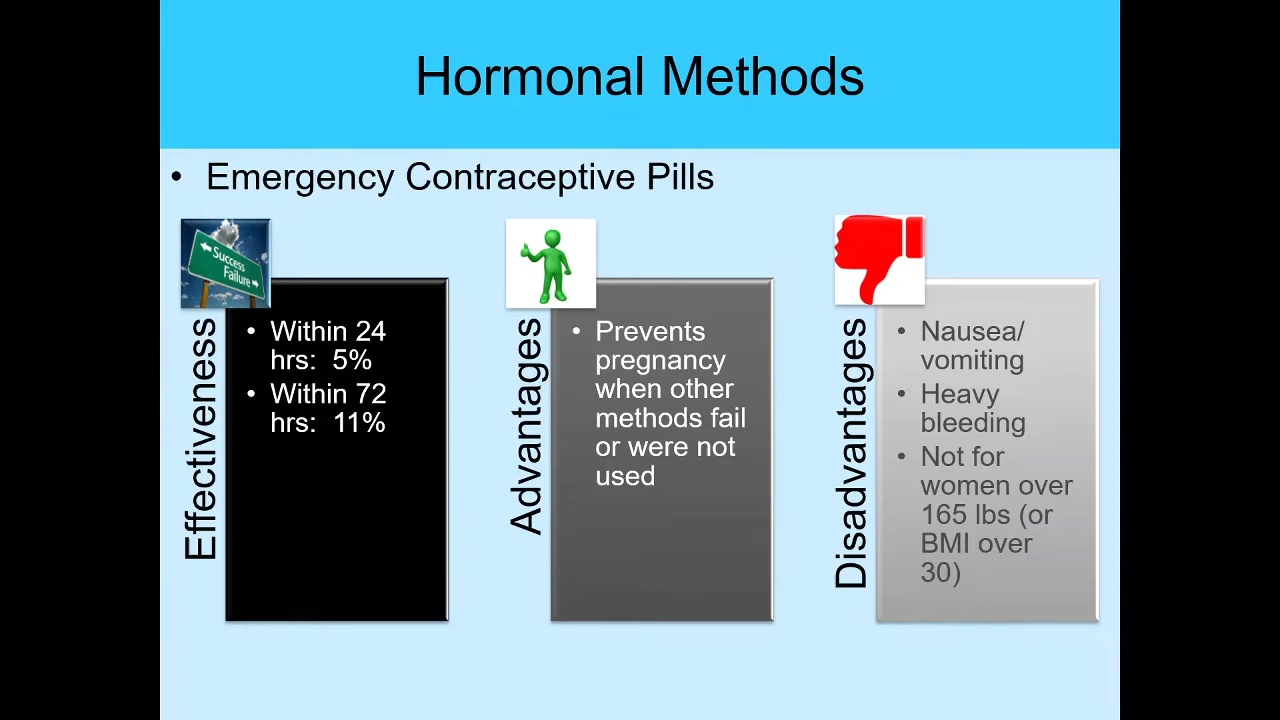 Hormonal Methods
• Emergency Contraceptive Pills
Success
Failure
Effectiveness
• Within 24
hrs:  5%
• Within 72
hrs:  11%
Advantages
• Prevents
pregnancy
when other
methods fail
or were not
used
Disadvantages
• Nausea/
vomiting
• Heavy
bleeding
• Not for
women over
165 lbs (or
BMI over
30)